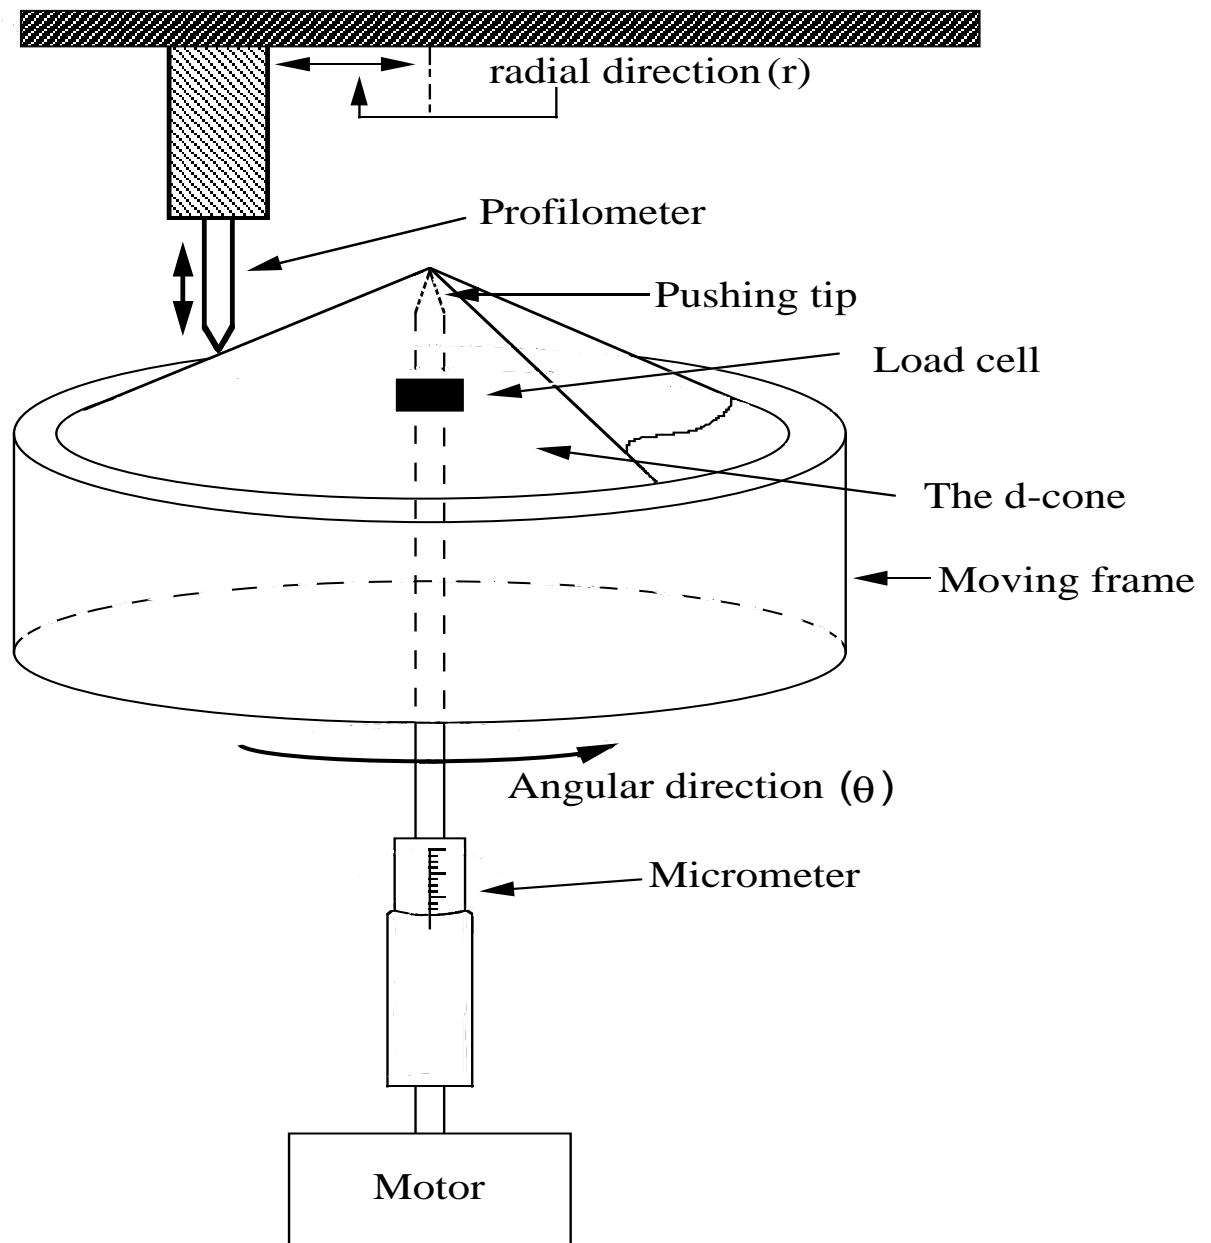 radial direction (r)
Profilometer
Pushing tip
Load cell
The d-cone
Moving frame
Angular direction (θ)
Micrometer
Motor